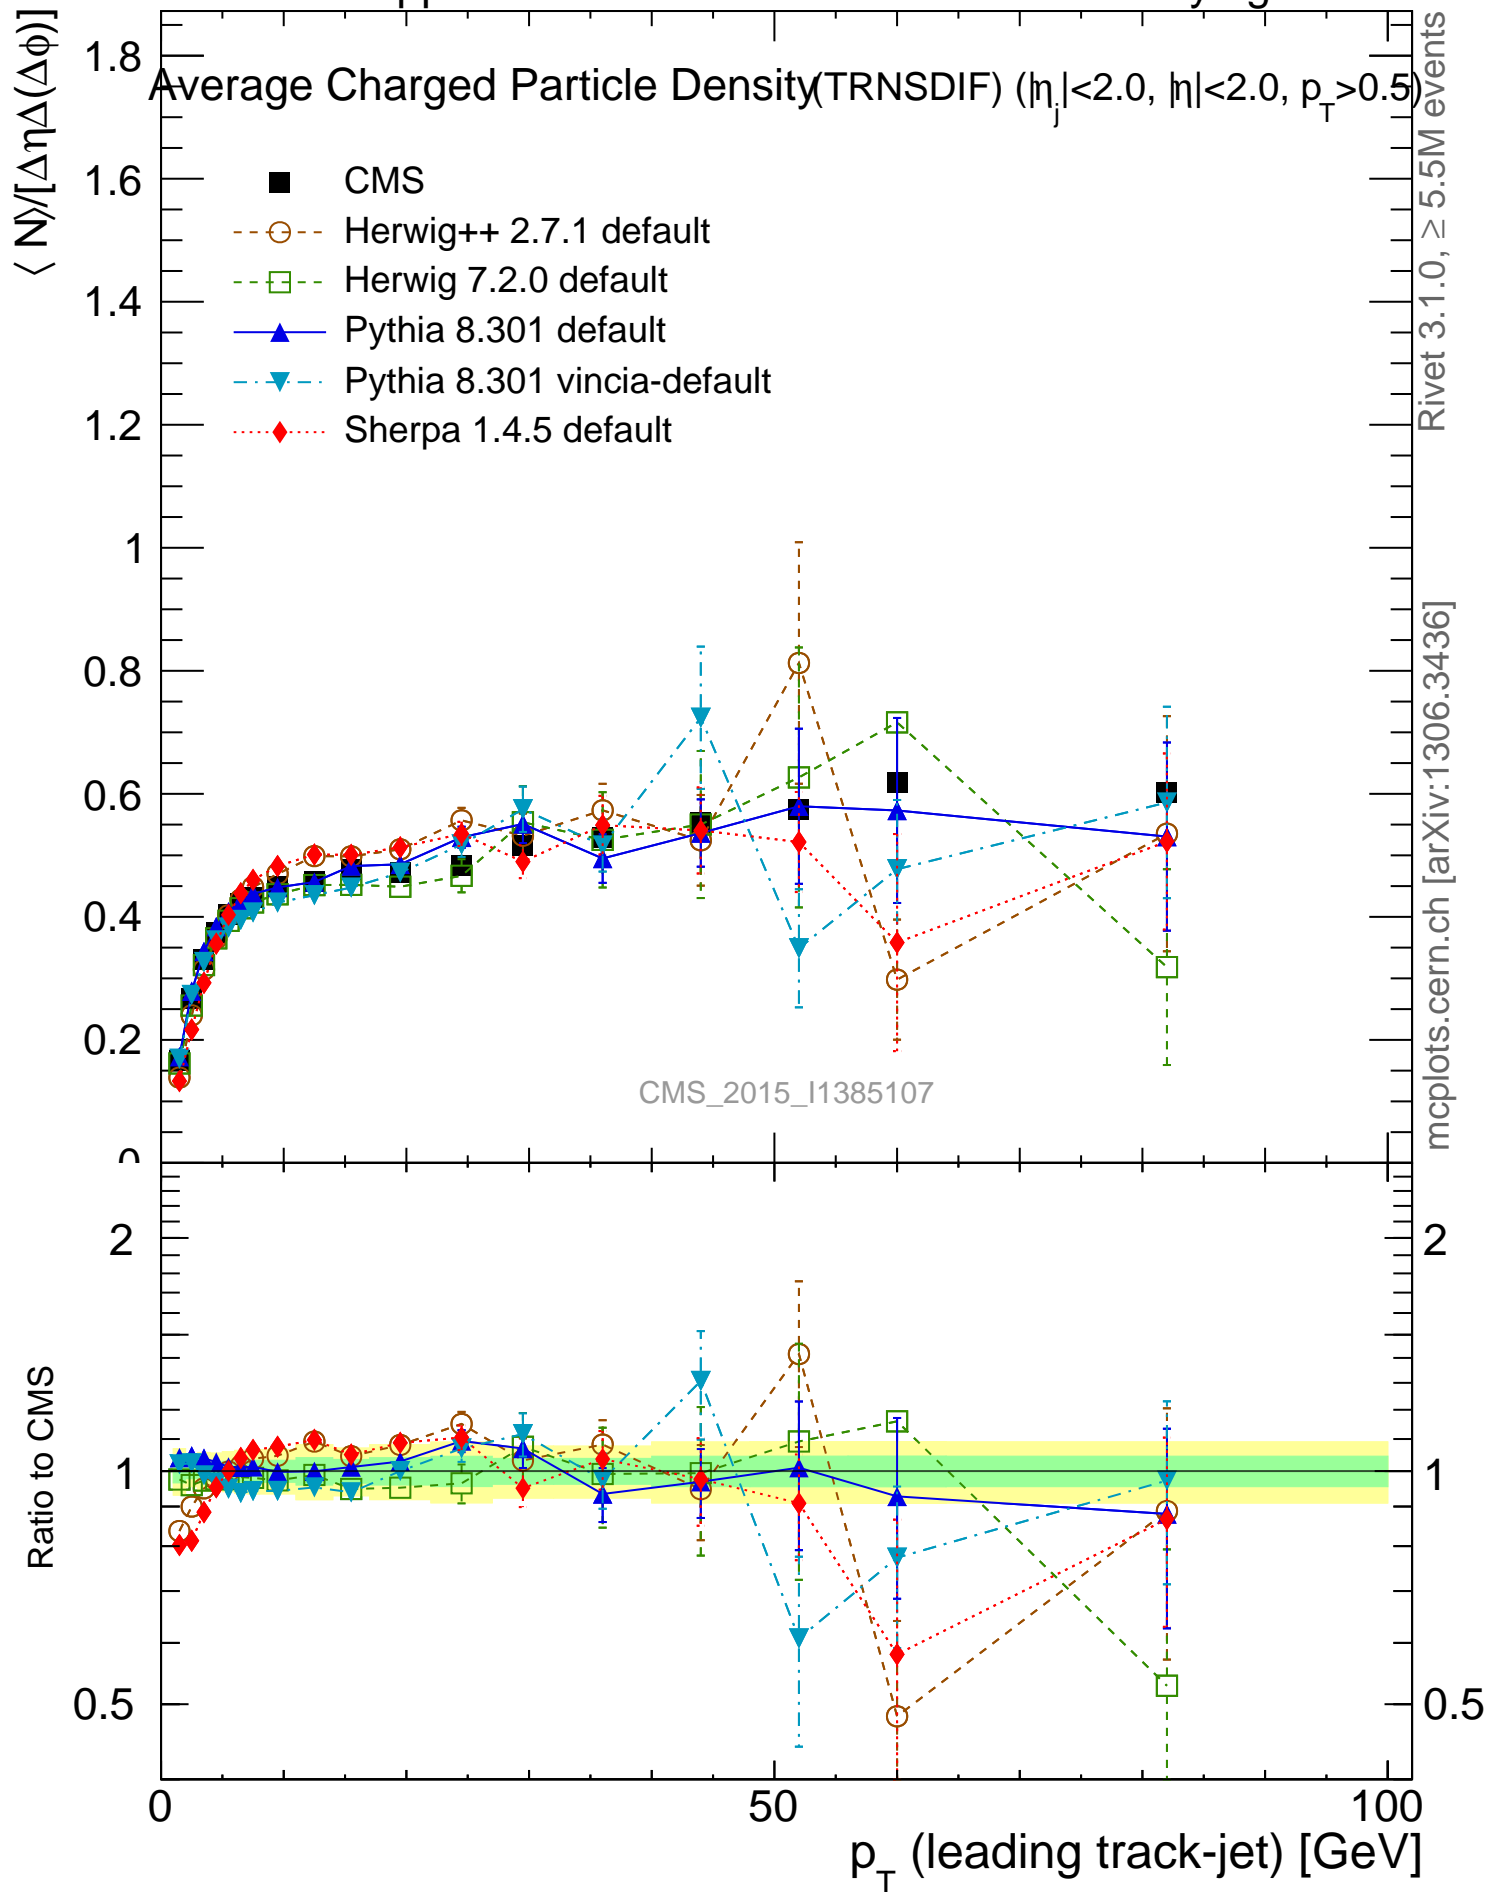 Average Charged Particle Density (TRNSDIF) (|η_j|<2.0, |η|<2.0, p_T>0.5)
⟨ N⟩/[ΔηΔ(Δϕ)]
CMS
Herwig++ 2.7.1 default
Herwig 7.2.0 default
Pythia 8.301 default
Pythia 8.301 vincia-default
Sherpa 1.4.5 default
1.8
1.6
1.4
1.2
1
0.8
0.6
0.4
0.2
0
CMS_2015_I1385107
Rivet 3.1.0, ≥ 5.5M events
mcplots.cern.ch [arXiv:1306.3436]
Ratio to CMS
2
1
0.5
2
1
0.5
0
50
100
p_T (leading track-jet) [GeV]